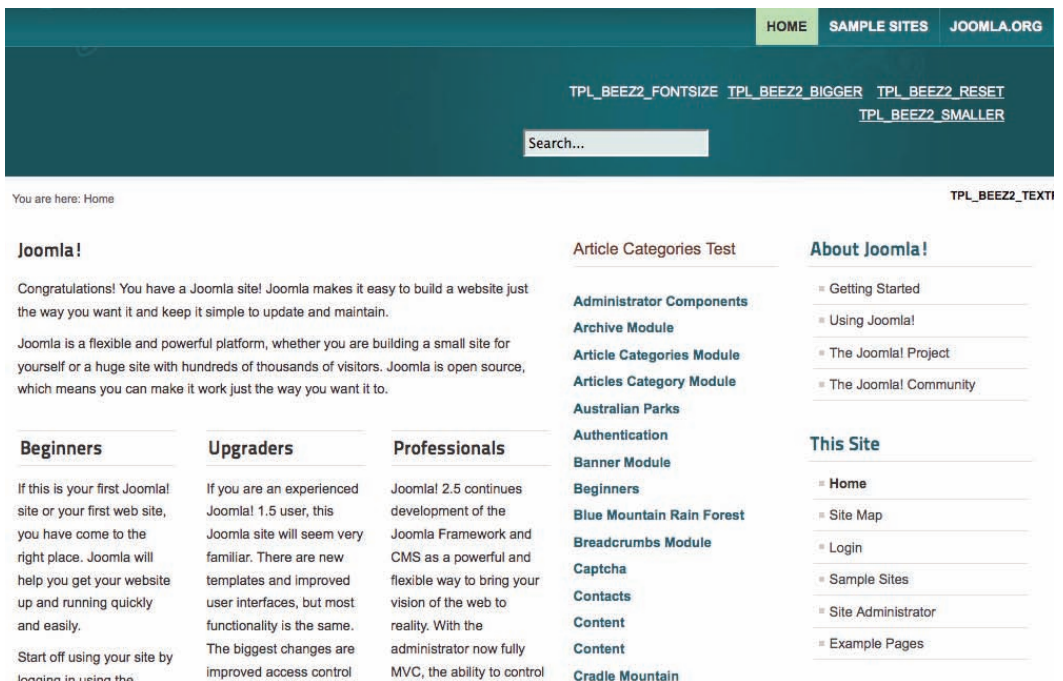 HOME SAMPLE SITES JOOMLA.ORG
TPL_BEEZ2_FONTSIZE TPL_BEEZ2_BIGGER TPL_BEEZ2_RESET
TPL_BEEZ2_SMALLER
Search...
You are here: Home
TPL_BEEZ2_TEXT
Joomla!
Congratulations! You have a Joomla site! Joomla makes it easy to build a website just
the way you want it and keep it simple to update and maintain.
Joomla is a flexible and powerful platform, whether you are building a small site for
yourself or a huge site with hundreds of thousands of visitors. Joomla is open source,
which means you can make it work just the way you want it to.
Beginners
If this is your first Joomla!
site or your first web site,
you have come to the
right place. Joomla will
help you get your website
up and running quickly
and easily.
Start off using your site by
logging in using the
Upgraders
If you are an experienced
Joomla! 1.5 user, this
Joomla site will seem very
familiar. There are new
templates and improved
user interfaces, but most
functionality is the same.
The biggest changes are
improved access control
Professionals
Joomla! 2.5 continues
development of the
Joomla Framework and
CMS as a powerful and
flexible way to bring your
vision of the web to
reality. With the
administrator now fully
MVC, the ability to control
Article Categories Test
Administrator Components
Archive Module
Article Categories Module
Articles Category Module
Australian Parks
Authentication
Banner Module
Beginners
Blue Mountain Rain Forest
Breadcrumbs Module
Captcha
Contacts
Content
Content
Cradle Mountain
About Joomla!
Getting Started
Using Joomla!
The Joomla! Project
The Joomla! Community
This Site
Home
Site Map
Login
Sample Sites
Site Administrator
Example Pages